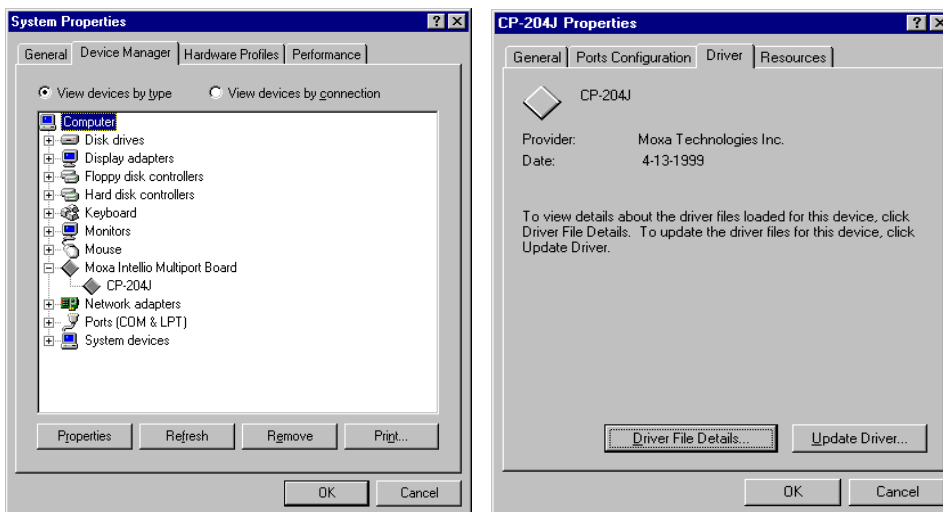 System Properties
General Device Manager Hardware Profiles Performance
View devices by type View devices by connection
Computer
Disk drives
Display adapters
Floppy disk controllers
Hard disk controllers
Keyboard
Monitors
Mouse
Moxa Intellio Multiport Board
CP-204J
Network adapters
Ports (COM & LPT)
System devices
Properties Refresh Remove Print...
OK Cancel
CP-204J Properties
General Ports Configuration Driver Resources
CP-204J
Provider: Moxa Technologies Inc.
Date: 4-13-1999
To view details about the driver files loaded for this device, click
Driver File Details. To update the driver files for this device, click
Update Driver.
Driver File Details... Update Driver...
OK Cancel